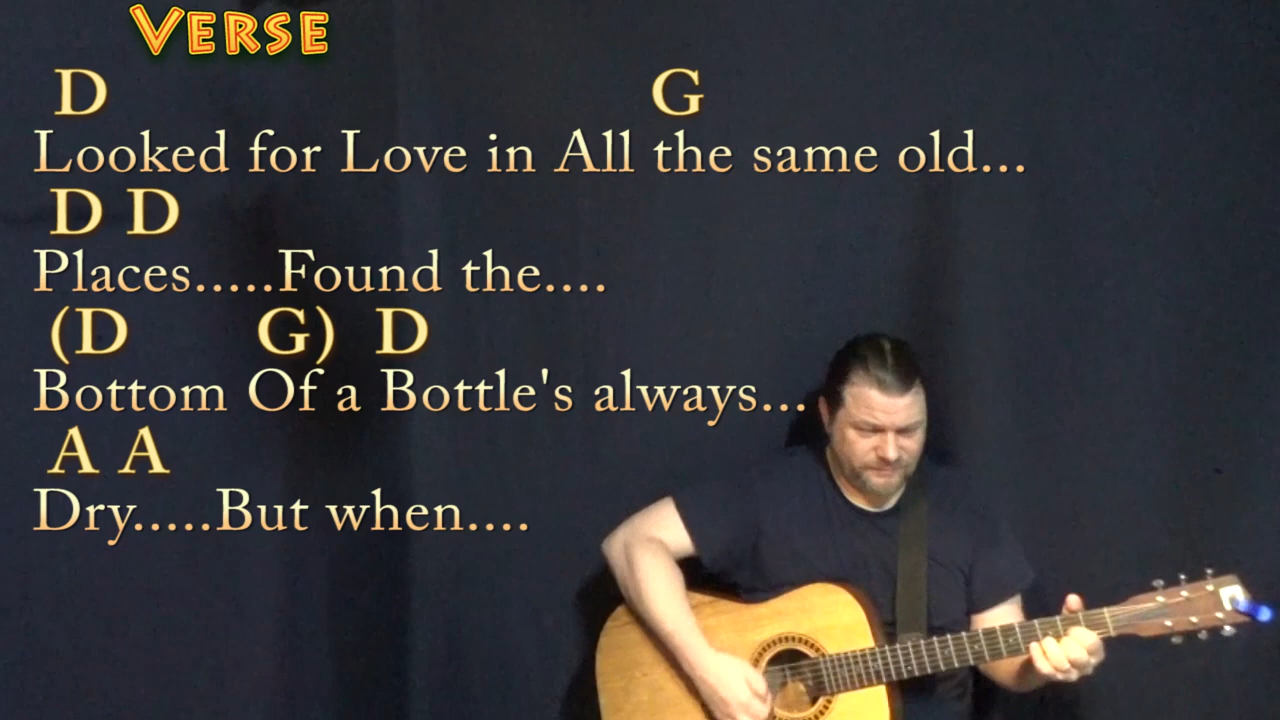 VERSE
D G
Looked for Love in All the same old...
D D
Places.....Found the....
(D G) D
Bottom Of a Bottle's always...
A A
Dry.....But when....